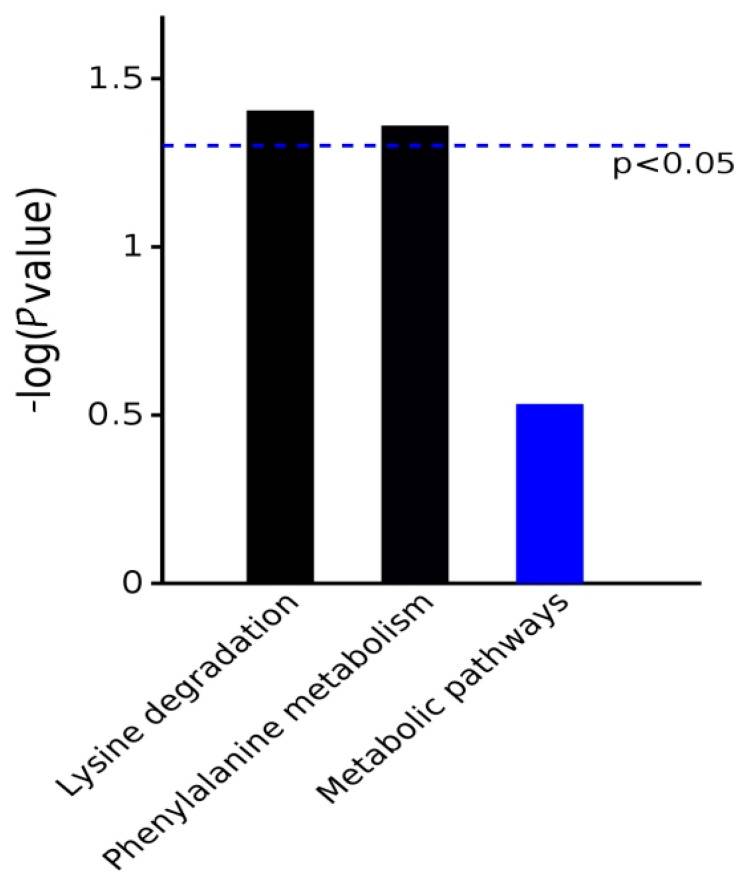 -log(Pvalue)
1.5
1
0.5
0
p<0.05
Lysine degradation
Phenylalanine metabolism
Metabolic pathways